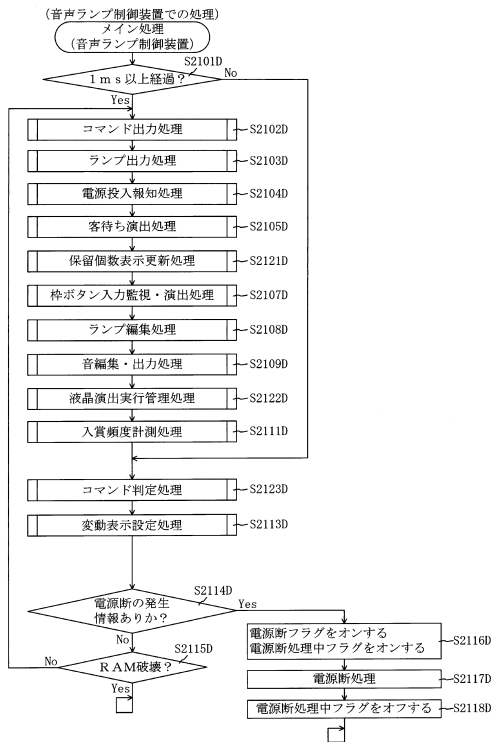 (音声ランプ制御装置での処理)
メイン処理
(音声ランプ制御装置)
S2101D
1ms以上経過?
No
Yes
コマンド出力処理
S2102D
ランプ出力処理
S2103D
電源投入報知処理
S2104D
客待ち演出処理
S2105D
保留個数表示更新処理
S2121D
枠ボタン入力監視・演出処理
S2107D
ランプ編集処理
S2108D
音編集・出力処理
S2109D
液晶演出実行管理処理
S2122D
入賞頻度計測処理
S2111D
コマンド判定処理
S2123D
変動表示設定処理
S2113D
S2114D
電源断の発生
情報ありか?
Yes
No
電源断フラグをオンする
電源断処理中フラグをオンする
S2116D
S2115D
No
RAM破壊?
Yes
電源断処理
S2117D
電源断処理中フラグをオフする
S2118D